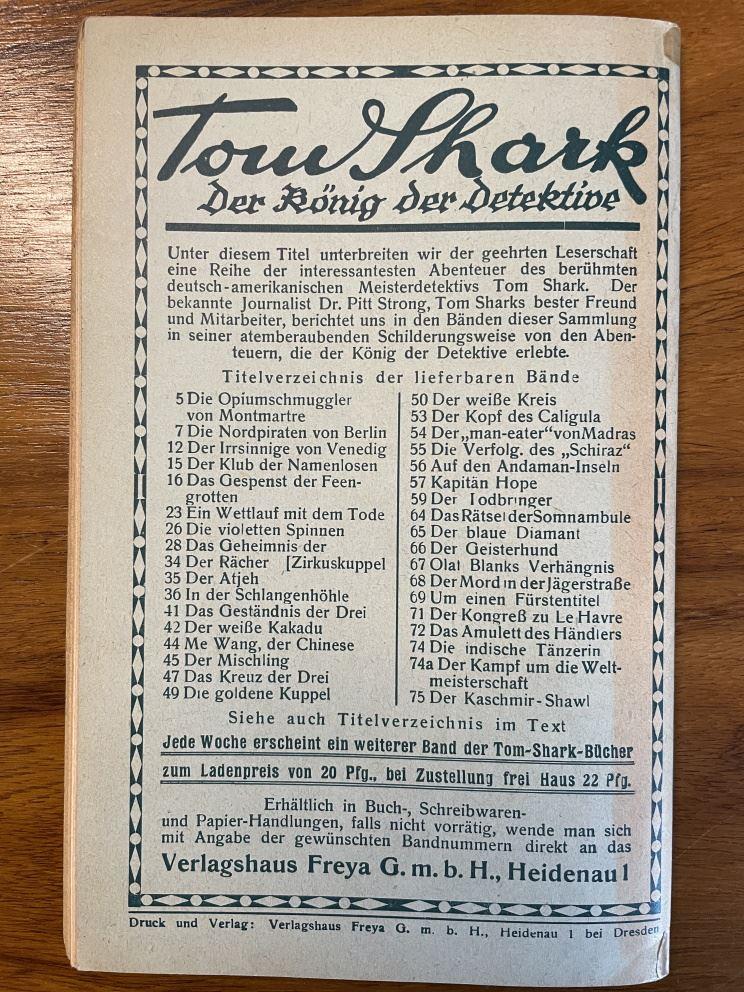 Tom Shark
Der König der Detektive
Unter diesem Titel unterbreiten wir der geehrten Leserschaft
eine Reihe der interessantesten Abenteuer des berühmten
deutsch-amerikanischen Meisterdetektivs Tom Shark. Der
bekannte Journalist Dr. Pitt Strong, Tom Sharks bester Freund
und Mitarbeiter, berichtet uns in den Bänden dieser Sammlung
in seiner atemberaubenden Schilderungsweise von den Aben-
teuern, die der König der Detektive erlebte.
Titelverzeichnis der lieferbaren Bände
5 Die Opiumschmuggler
von Montmartre
7 Die Nordpiraten von Berlin
12 Der Irrsinnige von Venedig
15 Der Klub der Namenlosen
16 Das Gespenst der Feen-
grotten
23 Ein Wettlauf mit dem Tode
26 Die violetten Spinnen
28 Das Geheimnis der
34 Der Rächer [Zirkuskuppel
35 Der Atjeh
36 In der Schlangenhöhle
41 Das Geständnis der Drei
42 Der weiße Kakadu
44 Me Wang, der Chinese
45 Der Mischling
47 Das Kreuz der Drei
49 Die goldene Kuppel
50 Der weiße Kreis
53 Der Kopf des Caligula
54 Der „man-eater“ von Madras
55 Die Verfolg. des „Schiraz“
56 Auf den Andaman-Inseln
57 Kapitän Hope
59 Der Todbringer
64 Das Rätsel der Somnambule
65 Der blaue Diamant
66 Der Geisterhund
67 Olaf Blanks Verhängnis
68 Der Mord in der Jägerstraße
69 Um einen Fürstentitel
71 Der Kongreß zu Le Havre
72 Das Amulett des Händlers
74 Die indische Tänzerin
74a Der Kampf um die Welt-
meisterschaft
75 Der Kaschmir-Shawl
Siehe auch Titelverzeichnis im Text
Jede Woche erscheint ein weiterer Band der Tom-Shark-Bücher
zum Ladenpreis von 20 Pfg., bei Zustellung frei Haus 22 Pfg.
Erhältlich in Buch-, Schreibwaren-
und Papier-Handlungen, falls nicht vorrätig, wende man sich
mit Angabe der gewünschten Bandnummern direkt an das
Verlagshaus Freya G. m. b. H., Heidenau 1
Druck und Verlag: Verlagshaus Freya G. m. b. H., Heidenau 1 bei Dresden